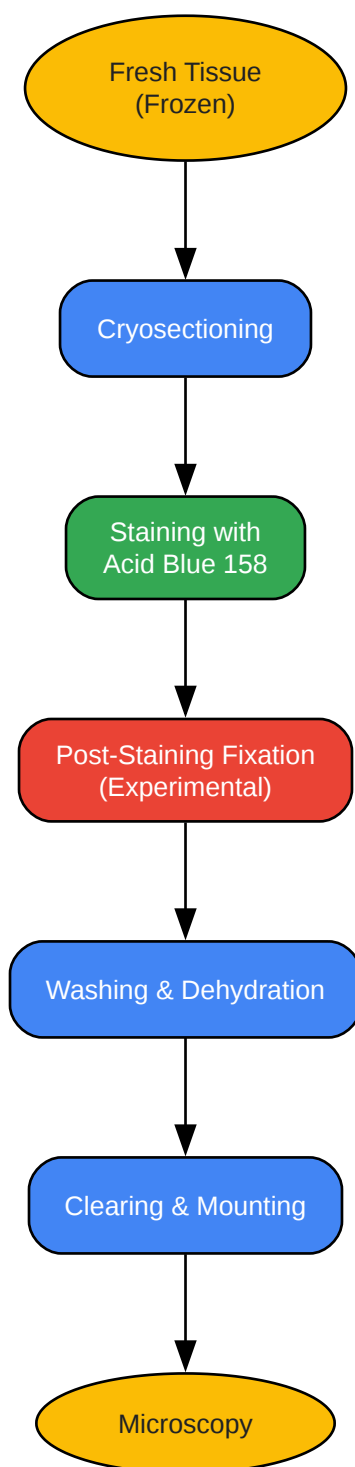 Fresh Tissue
(Frozen)
Cryosectioning
Staining with
Acid Blue 158
Post-Staining Fixation
(Experimental)
Washing & Dehydration
Clearing & Mounting
Microscopy